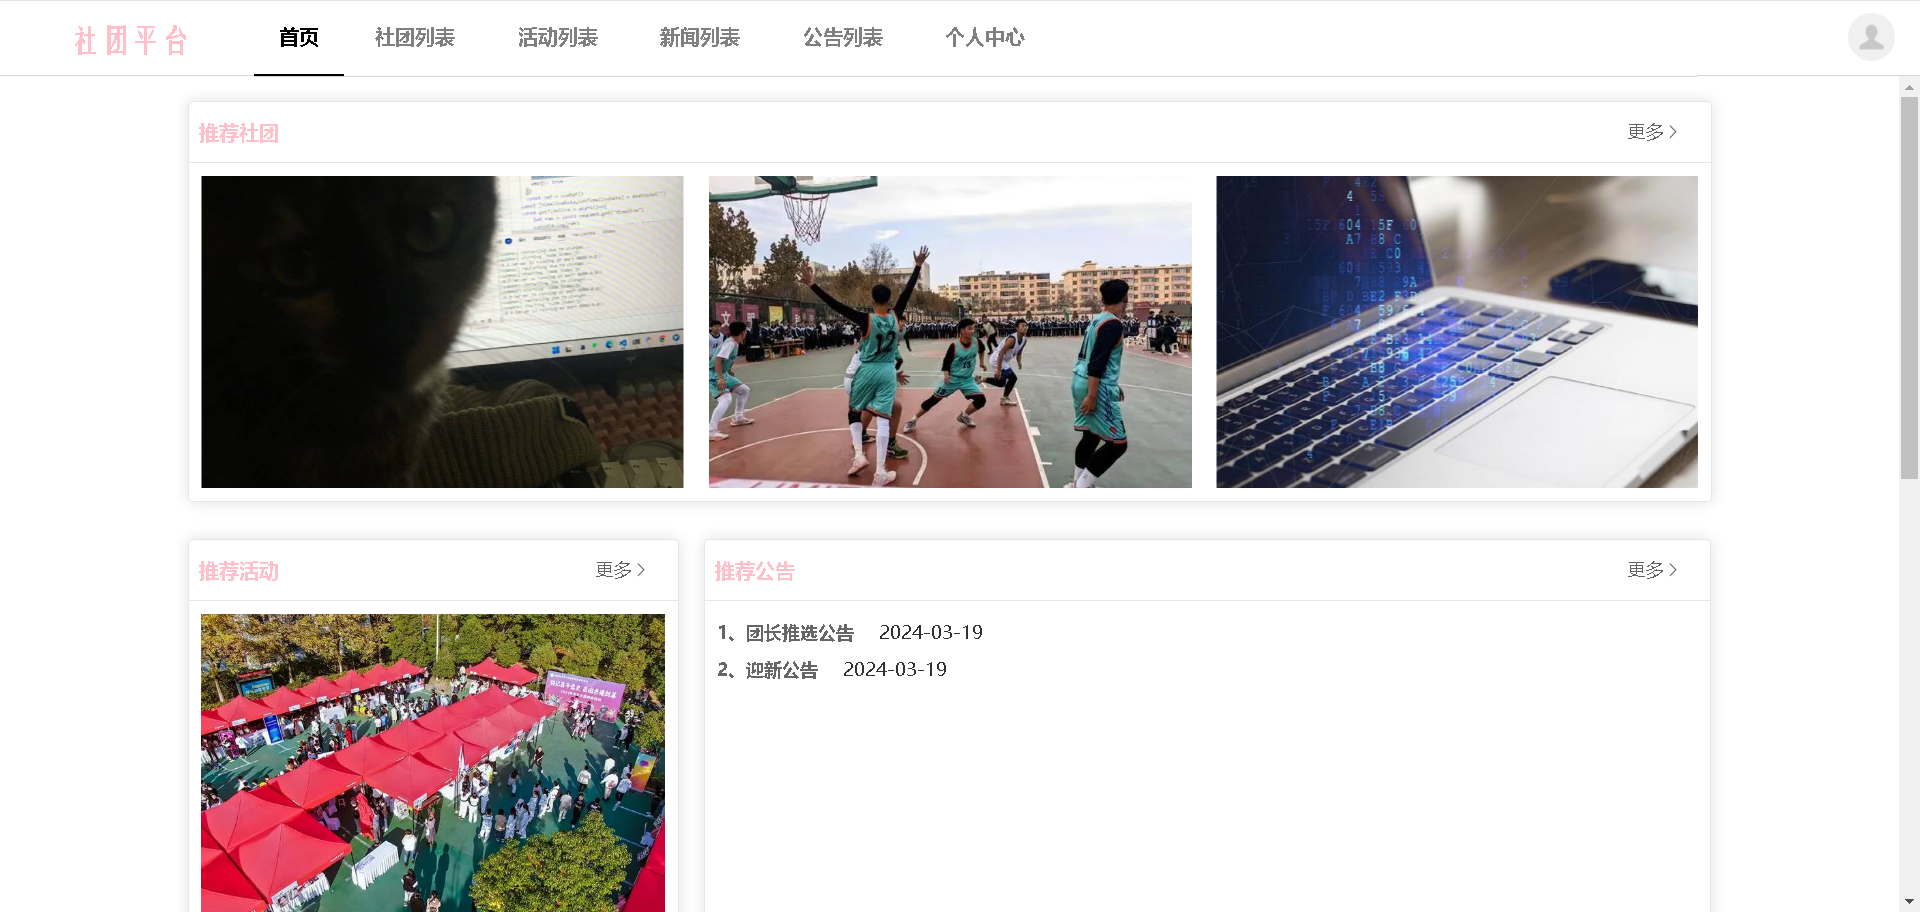 社团平台
首页 社团列表 活动列表 新闻列表 公告列表 个人中心
推荐社团 更多
推荐活动 更多
推荐公告 更多
1、团长推选公告 2024-03-19
2、迎新公告 2024-03-19